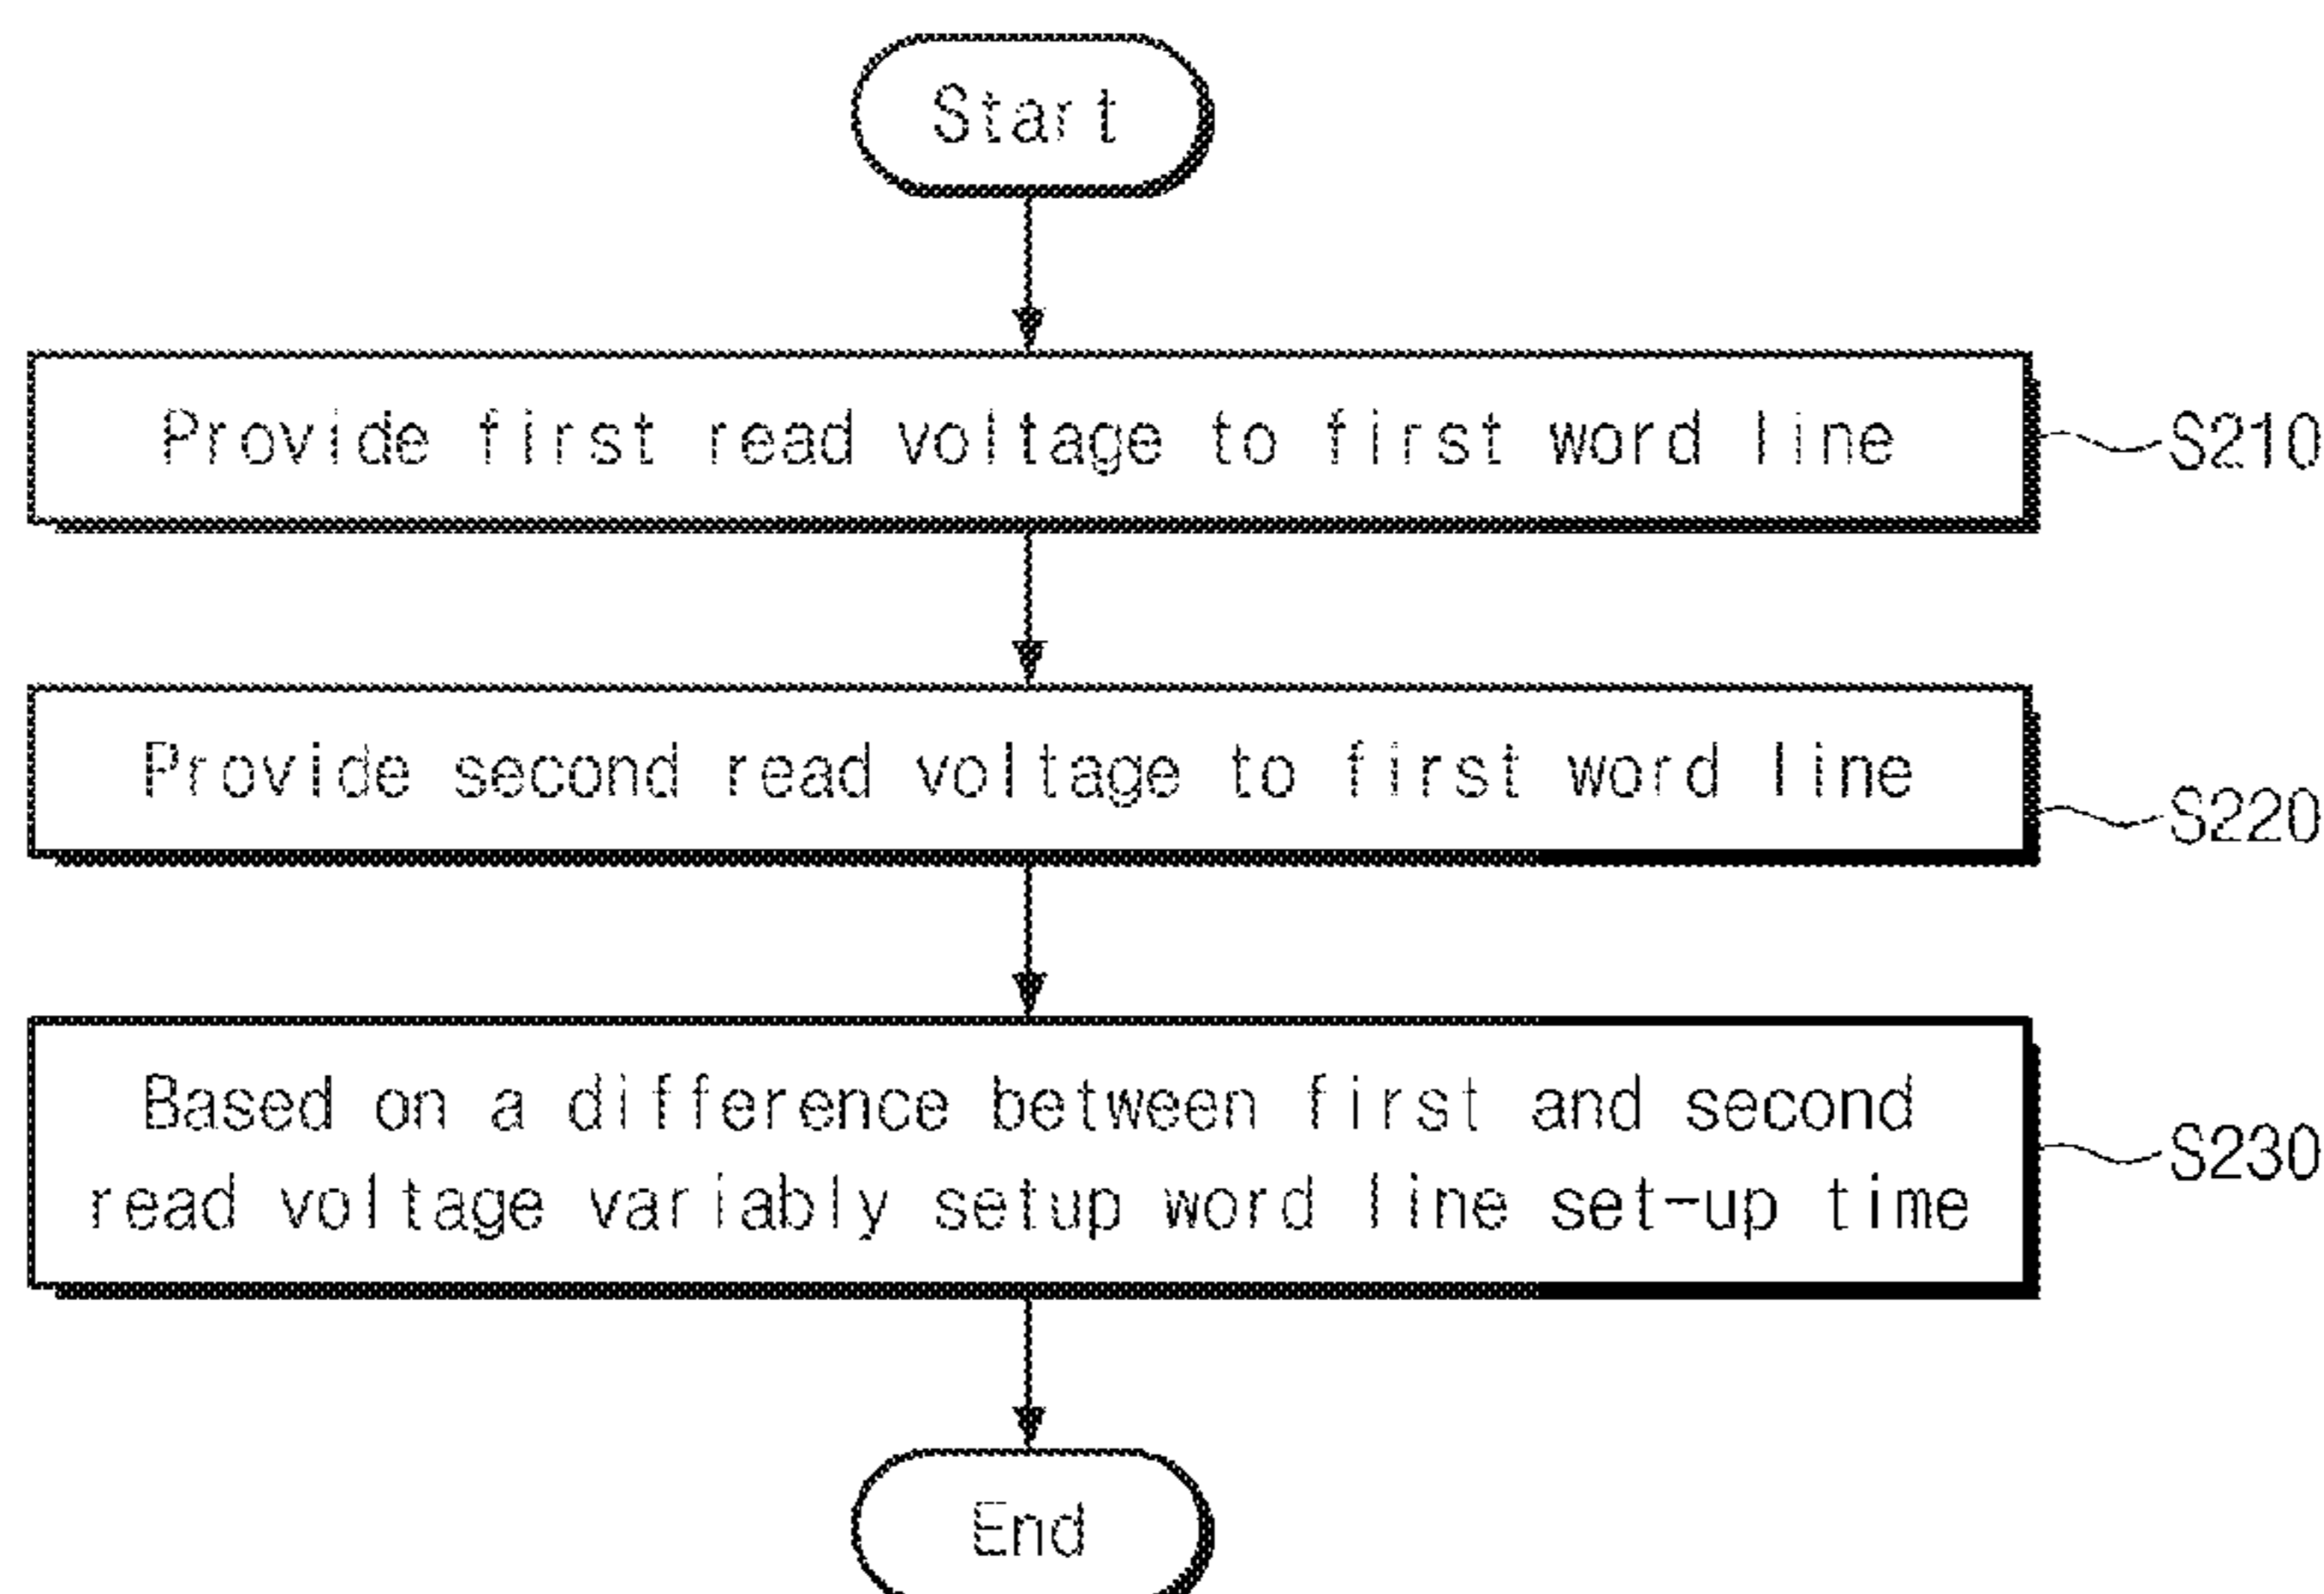 Start
Provide first read voltage to first word line
S210
Provide second read voltage to first word line
S220
Based on a difference between first and second
read voltage variably setup word line set-up time
S230
End